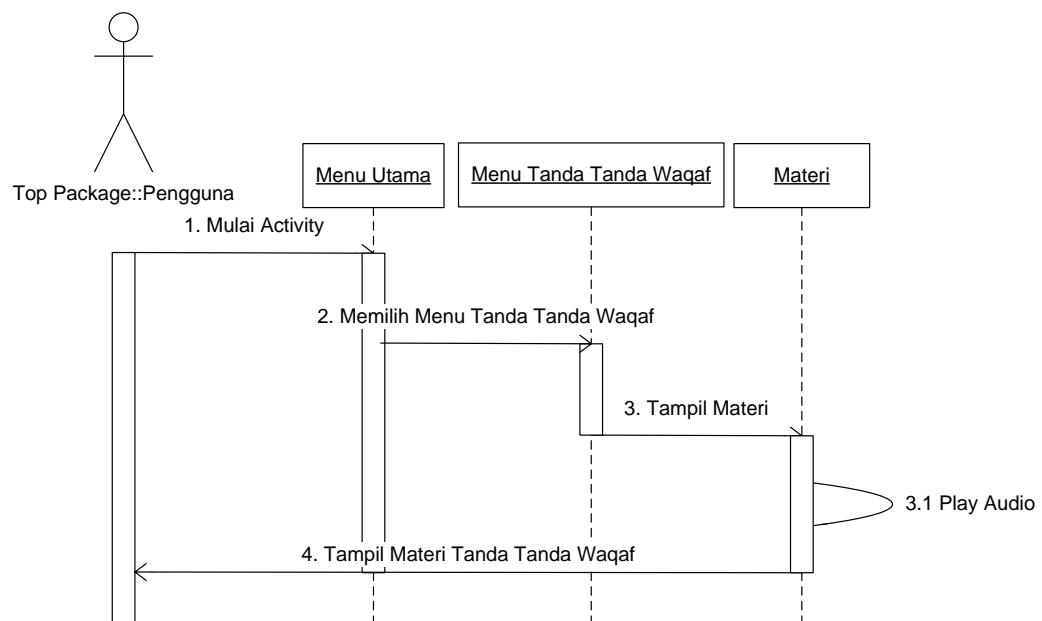 Menu Utama
Menu Tanda Tanda Waqaf
Materi
Top Package::Pengguna
1. Mulai Activity
2. Memilih Menu Tanda Tanda Waqaf
3. Tampil Materi
3.1 Play Audio
4. Tampil Materi Tanda Tanda Waqaf